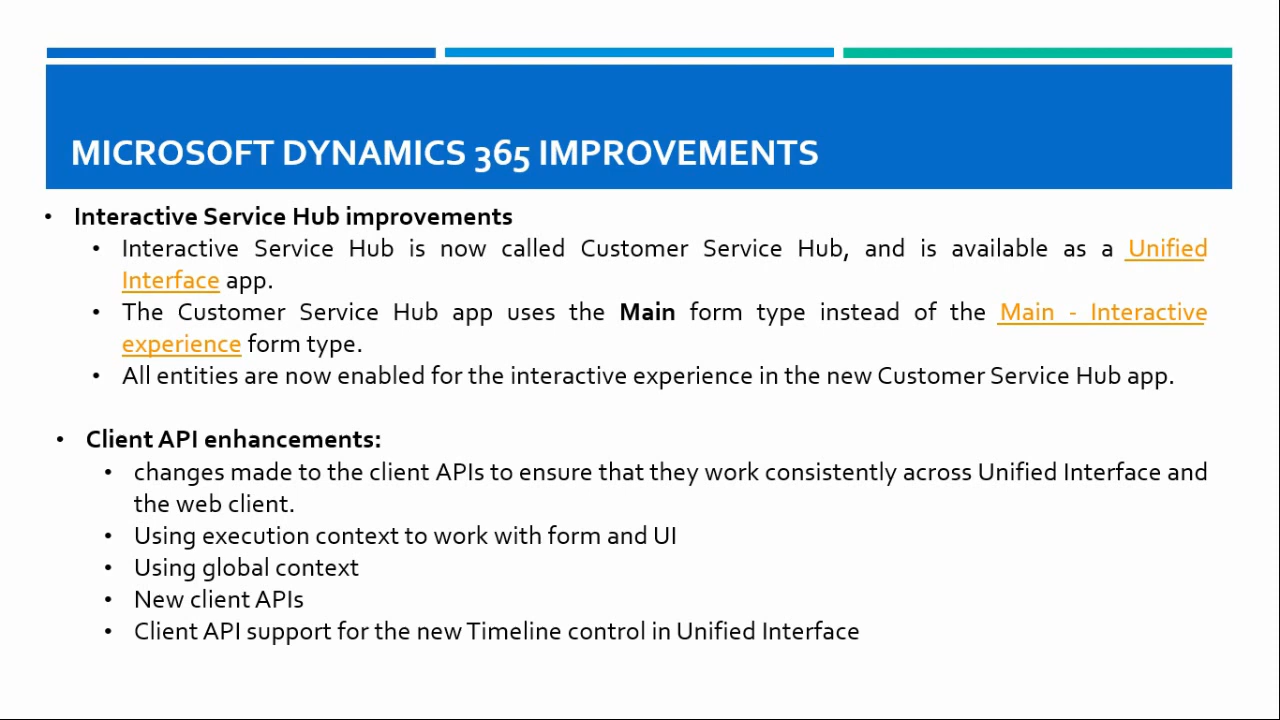 MICROSOFT DYNAMICS 365 IMPROVEMENTS
• Interactive Service Hub improvements
• Interactive Service Hub is now called Customer Service Hub, and is available as a Unified
Interface app.
• The Customer Service Hub app uses the Main form type instead of the Main - Interactive
experience form type.
• All entities are now enabled for the interactive experience in the new Customer Service Hub app.
• Client API enhancements:
• changes made to the client APIs to ensure that they work consistently across Unified Interface and
the web client.
• Using execution context to work with form and UI
• Using global context
• New client APIs
• Client API support for the new Timeline control in Unified Interface